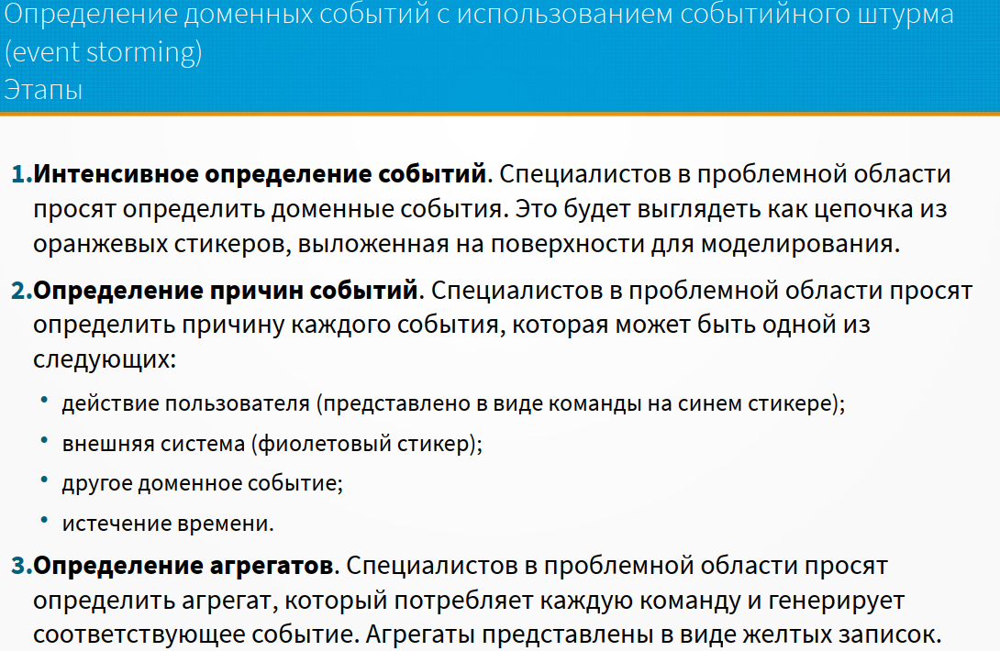 Определение доменных событий с использованием событийного штурма
(event storming)
Этапы
1.Интенсивное определение событий. Специалистов в проблемной области
просят определить доменные события. Это будет выглядеть как цепочка из
оранжевых стикеров, выложенная на поверхности для моделирования.
2.Определение причин событий. Специалистов в проблемной области просят
определить причину каждого события, которая может быть одной из
следующих:
• действие пользователя (представлено в виде команды на синем стикере);
• внешняя система (фиолетовый стикер);
• другое доменное событие;
• истечение времени.
3.Определение агрегатов. Специалистов в проблемной области просят
определить агрегат, который потребляет каждую команду и генерирует
соответствующее событие. Агрегаты представлены в виде желтых записок.